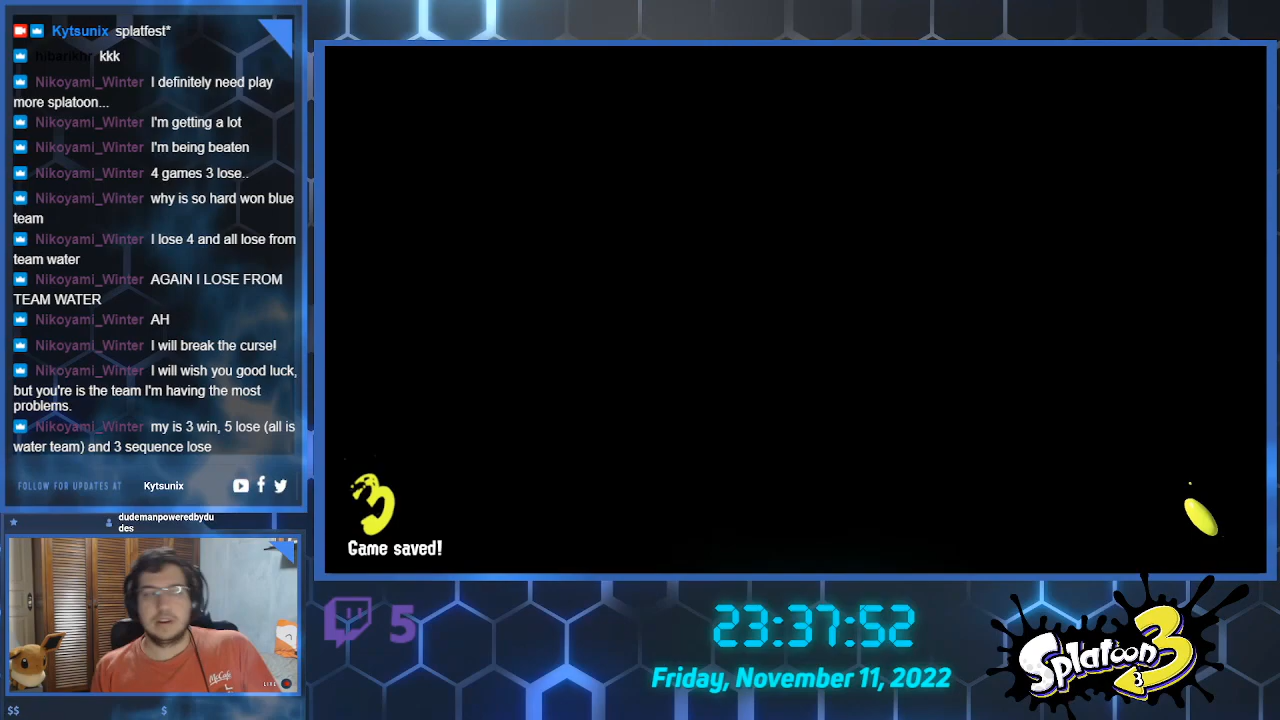 Kytsunix splatfest*
hibarikhr kkk
Nikoyami_Winter I definitely need play
more splatoon...
Nikoyami_Winter I'm getting a lot
Nikoyami_Winter I'm being beaten
Nikoyami_Winter 4 games 3 lose..
Nikoyami_Winter why is so hard won blue
team
Nikoyami_Winter I lose 4 and all lose from
team water
Nikoyami_Winter AGAIN I LOSE FROM
TEAM WATER
Nikoyami_Winter AH
Nikoyami_Winter I will break the curse!
Nikoyami_Winter I will wish you good luck,
but you're is the team I'm having the most
problems.
Nikoyami_Winter my is 3 win, 5 lose (all is
water team) and 3 sequence lose
FOLLOW FOR UPDATES AT Kytsunix
dudemanpoweredbydu
des
3
Game saved!
McCafé
LIVE
$$ $
5
23:37:52
Friday, November 11, 2022
Splatoon 3